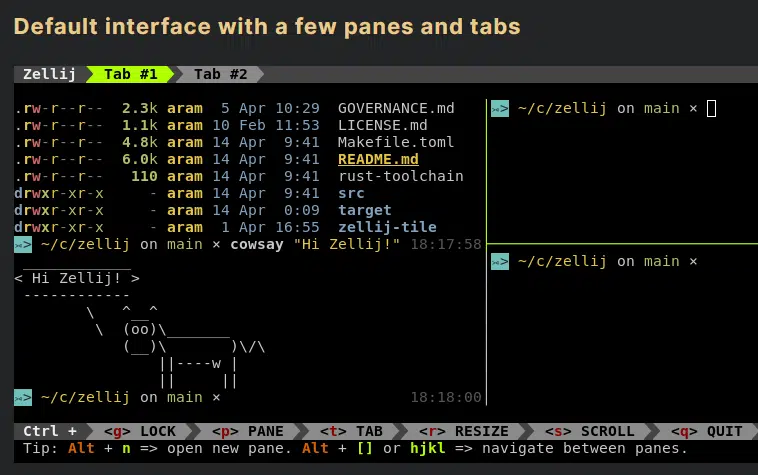 Default interface with a few panes and tabs
Zellij Tab #1 Tab #2
.rw-r--r-- 2.3k aram 5 Apr 10:29 GOVERNANCE.md
.rw-r--r-- 1.1k aram 10 Feb 11:53 LICENSE.md
.rw-r--r-- 4.8k aram 14 Apr 9:41 Makefile.toml
.rw-r--r-- 6.0k aram 14 Apr 9:41 README.md
.rw-r--r-- 110 aram 14 Apr 9:41 rust-toolchain
drwxr-xr-x - aram 14 Apr 9:41 src
drwxr-xr-x - aram 14 Apr 0:09 target
drwxr-xr-x - aram 1 Apr 16:55 zellij-tile
~/c/zellij on main × cowsay "Hi Zellij!" 18:17:58
____________
< Hi Zellij! >
------------
\ ^__^
\ (oo)\_______
(__)\ )\/\
||----w |
|| ||
~/c/zellij on main × 18:18:00
~/c/zellij on main ×
~/c/zellij on main ×
Ctrl + <g> LOCK <p> PANE <t> TAB <r> RESIZE <s> SCROLL <q> QUIT
Tip: Alt + n => open new pane. Alt + [] or hjkl => navigate between panes.